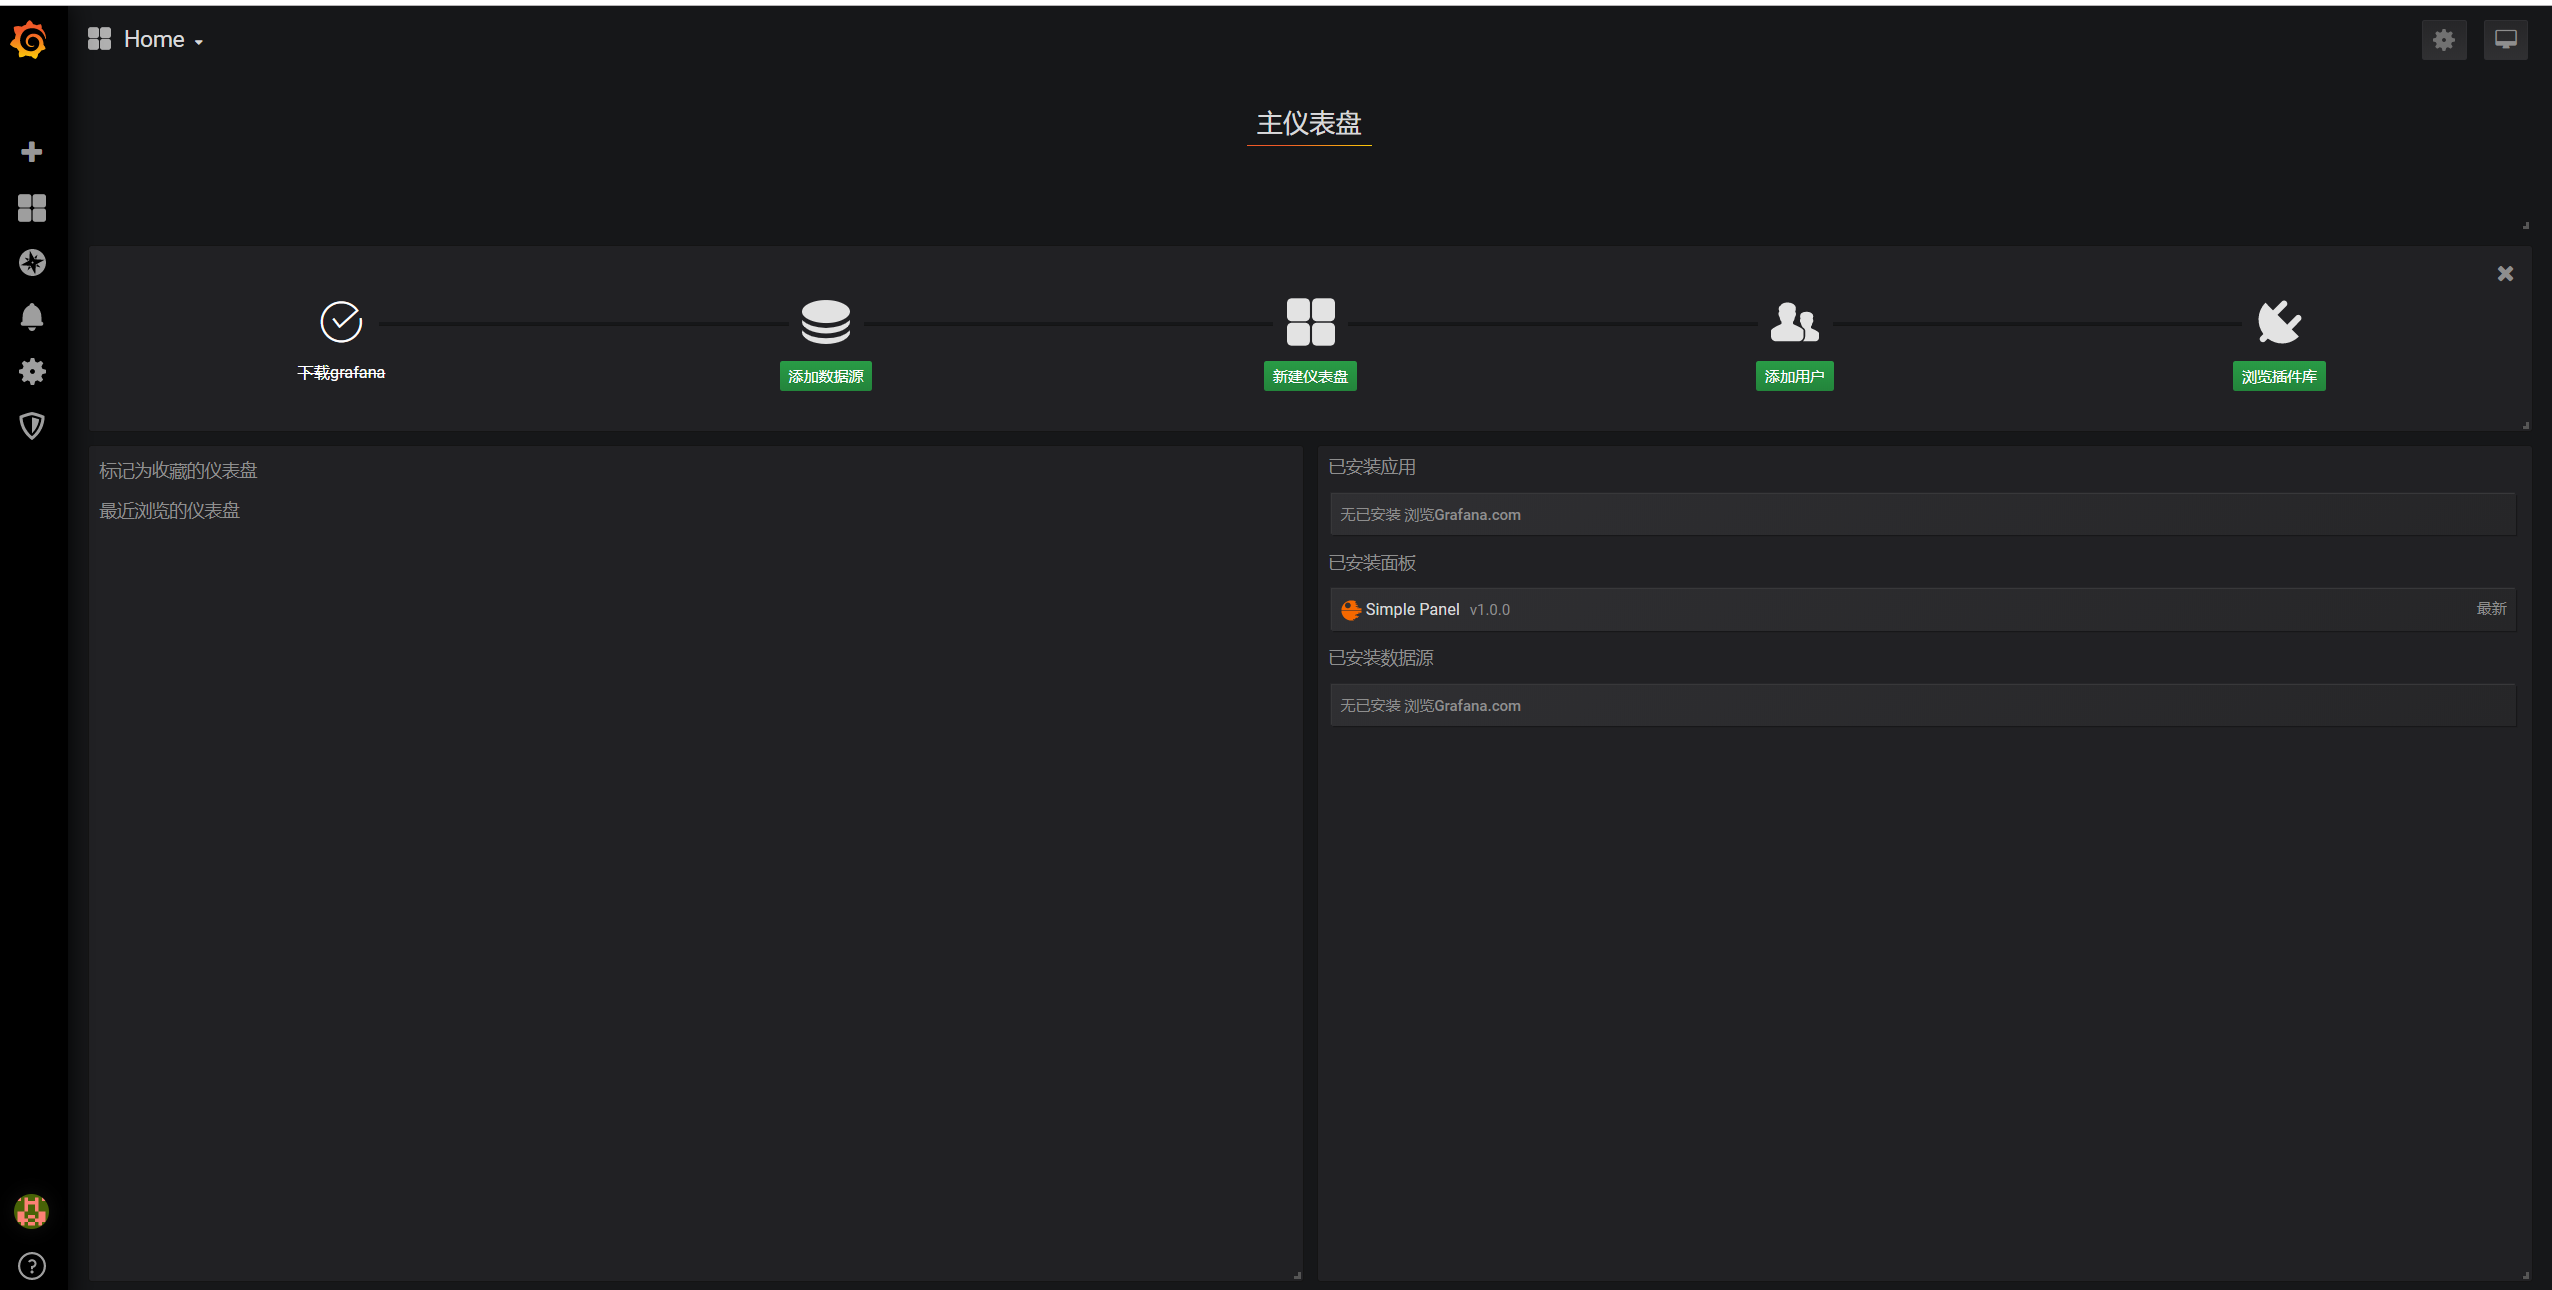 Home
主仪表盘
下载grafana
添加数据源
新建仪表盘
添加用户
浏览插件库
标记为收藏的仪表盘
最近浏览的仪表盘
已安装应用
无已安装 浏览Grafana.com
已安装面板
Simple Panel v1.0.0 最新
已安装数据源
无已安装 浏览Grafana.com